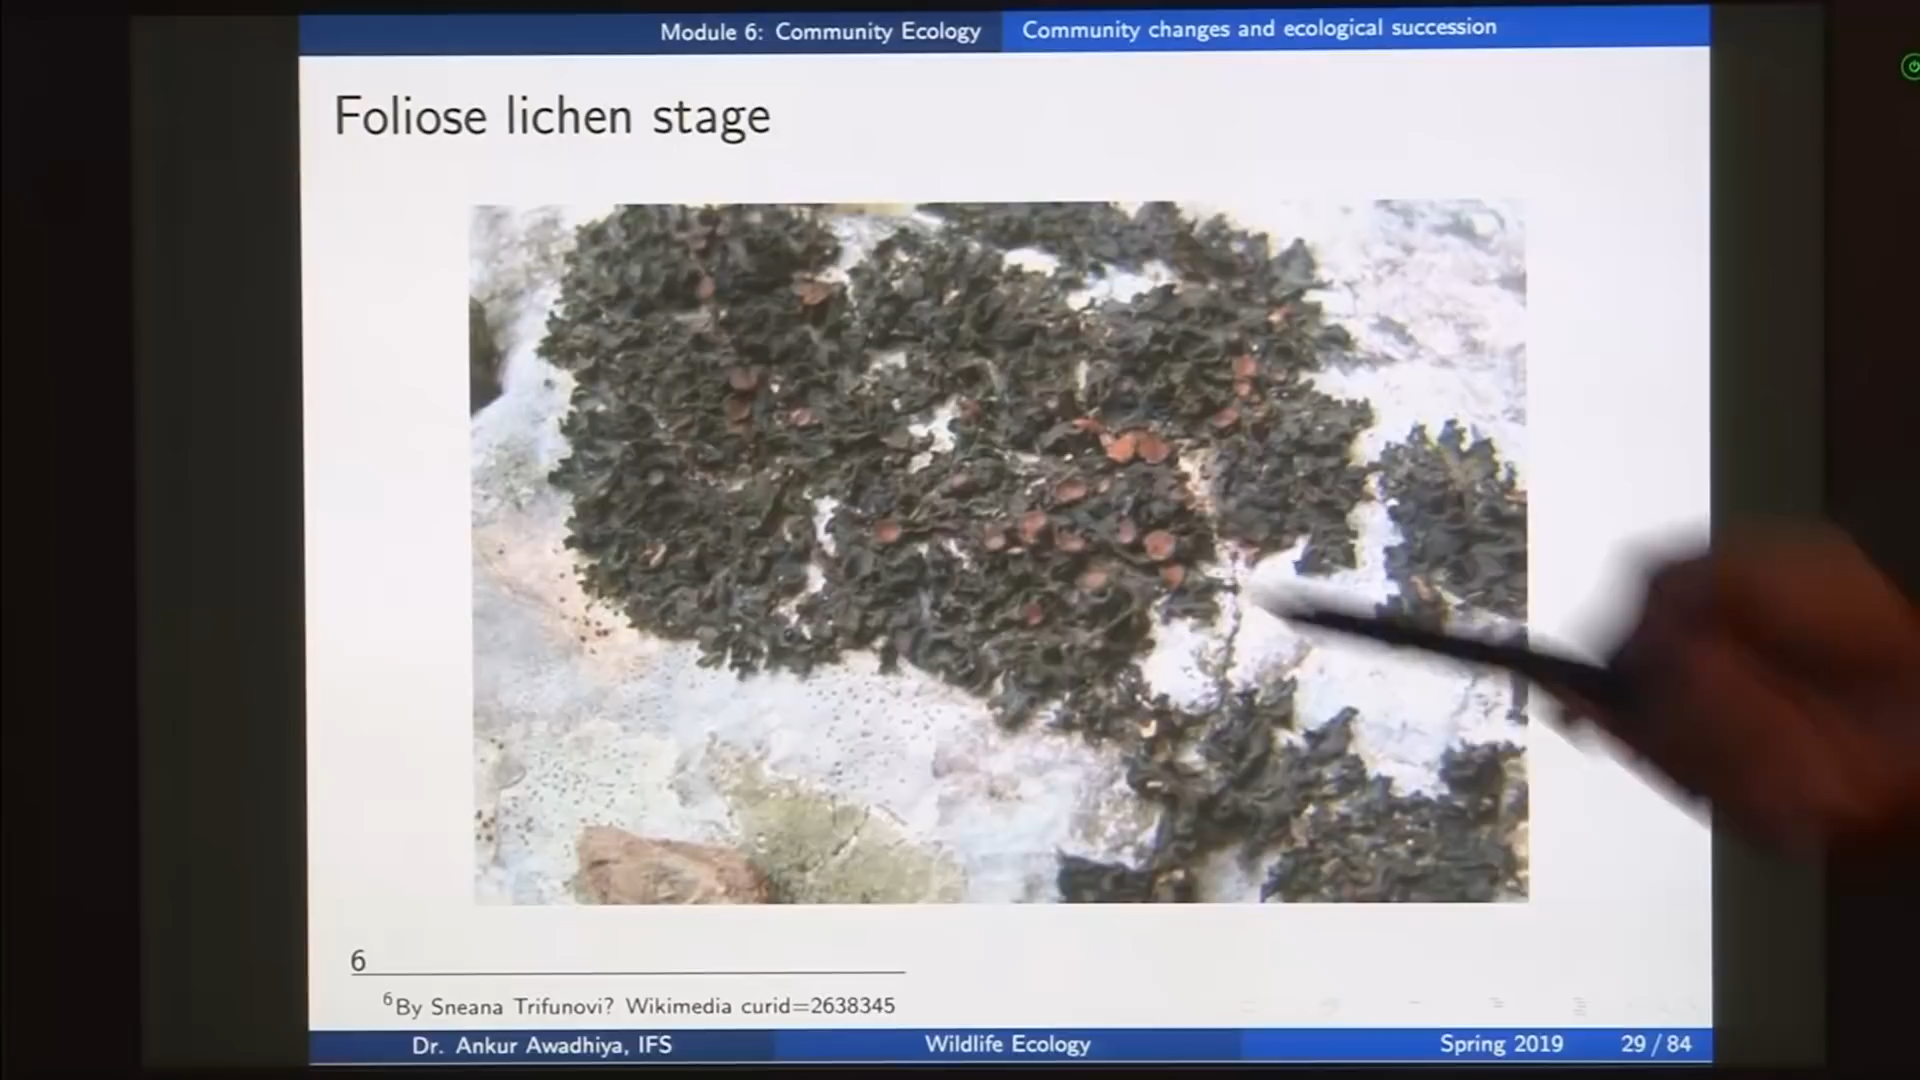 Module 6: Community Ecology Community changes and ecological succession
Foliose lichen stage
6
6By Sneana Trifunovi? Wikimedia curid=2638345
Dr. Ankur Awadhiya, IFS Wildlife Ecology Spring 2019 29 / 84